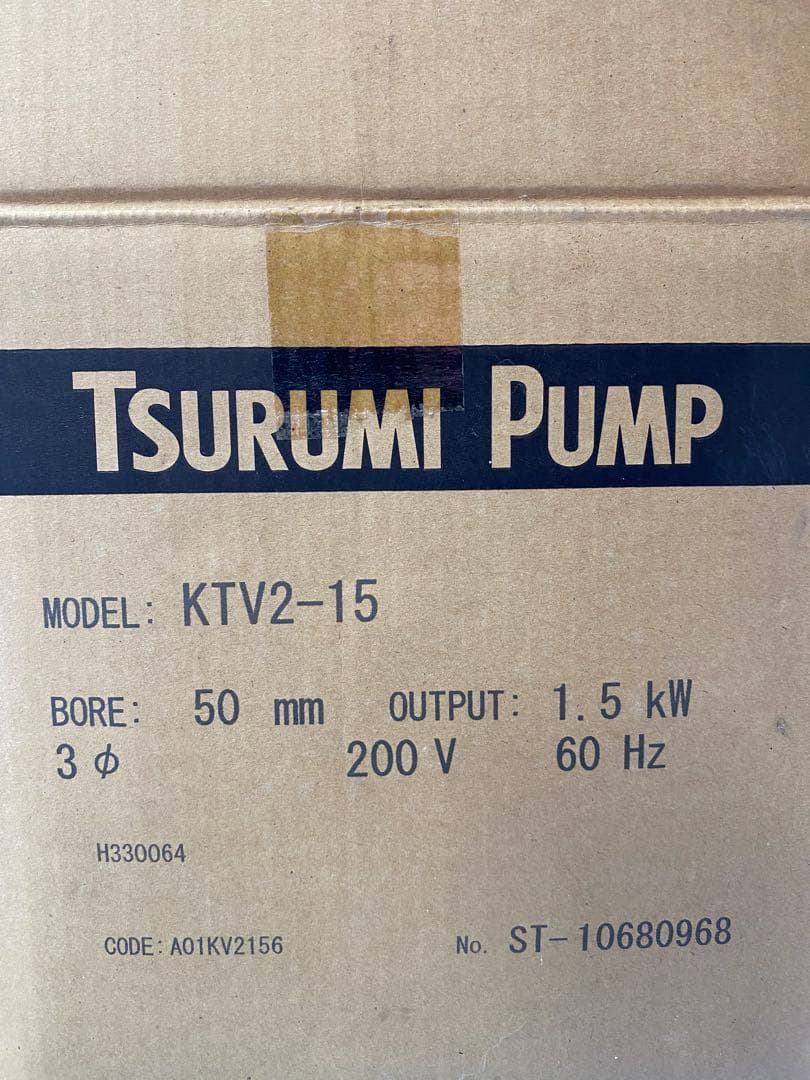 TSURUMI PUMP
MODEL: KTV2-15
BORE: 50 mm OUTPUT: 1.5 kW
3 φ 200 V 60 Hz
H330064
CODE: A01KV2156 No. ST-10680968